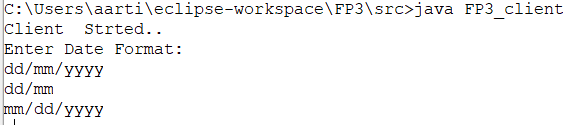 C:\Users\aarti\eclipse-workspace\FP3\src>java FP3_client
Client  Strted..
Enter Date Format:
dd/mm/yyyy
dd/mm
mm/dd/yyyy